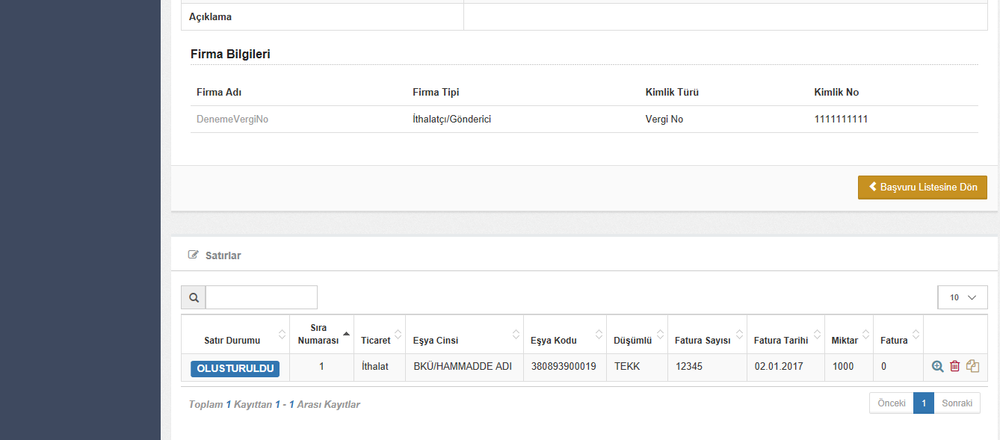 Açıklama
Firma Bilgileri
Firma Adı Firma Tipi Kimlik Türü Kimlik No
DenemeVergiNo İthalatçı/Gönderici Vergi No 1111111111
Başvuru Listesine Dön
Satırlar
10
Satır Durumu Sıra Numarası Ticaret Eşya Cinsi Eşya Kodu Düşümlü Fatura Sayısı Fatura Tarihi Miktar Fatura
OLUSTURULDU 1 İthalat BKÜ/HAMMADDE ADI 380893900019 TEKK 12345 02.01.2017 1000 0
Toplam 1 Kayıttan 1 - 1 Arası Kayıtlar
Önceki 1 Sonraki